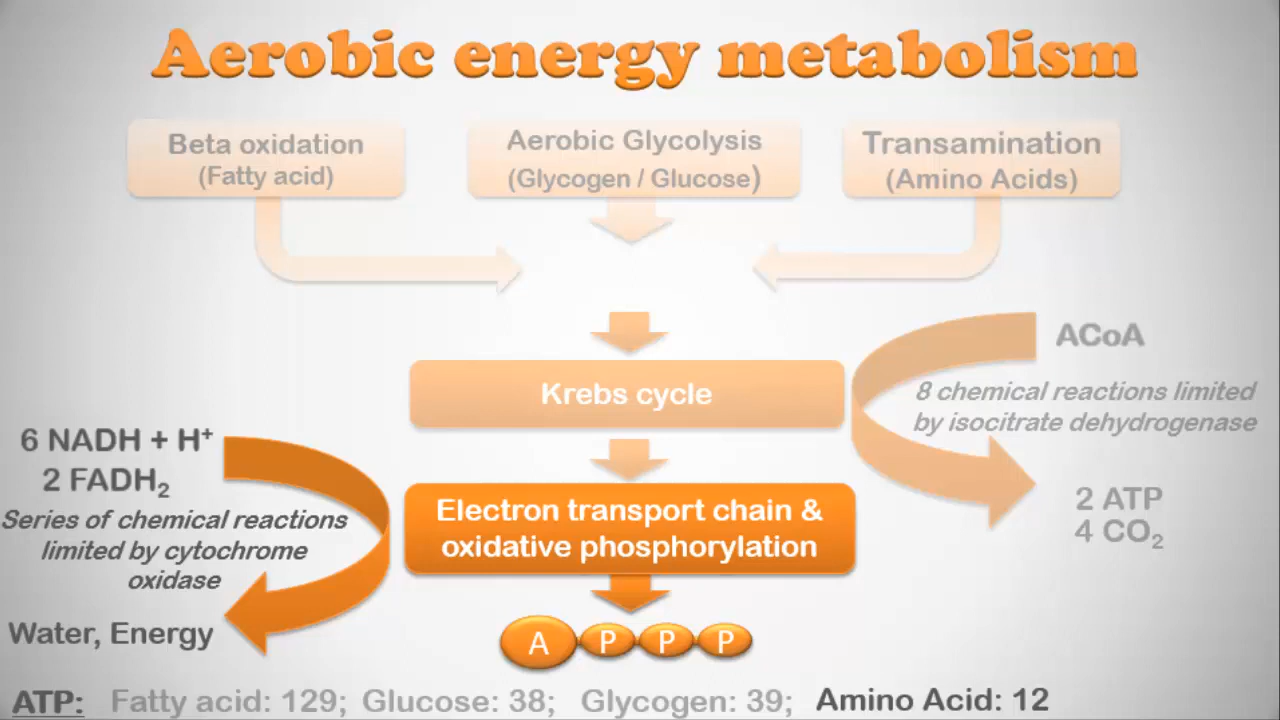 Aerobic energy metabolism
Beta oxidation
(Fatty acid)
Aerobic Glycolysis
(Glycogen / Glucose)
Transamination
(Amino Acids)
ACoA
Krebs cycle
8 chemical reactions limited
by isocitrate dehydrogenase
2 ATP
4 CO₂
6 NADH + H⁺
2 FADH₂
Series of chemical reactions
limited by cytochrome
oxidase
Water, Energy
Electron transport chain &
oxidative phosphorylation
A P P P
ATP: Fatty acid: 129; Glucose: 38; Glycogen: 39; Amino Acid: 12